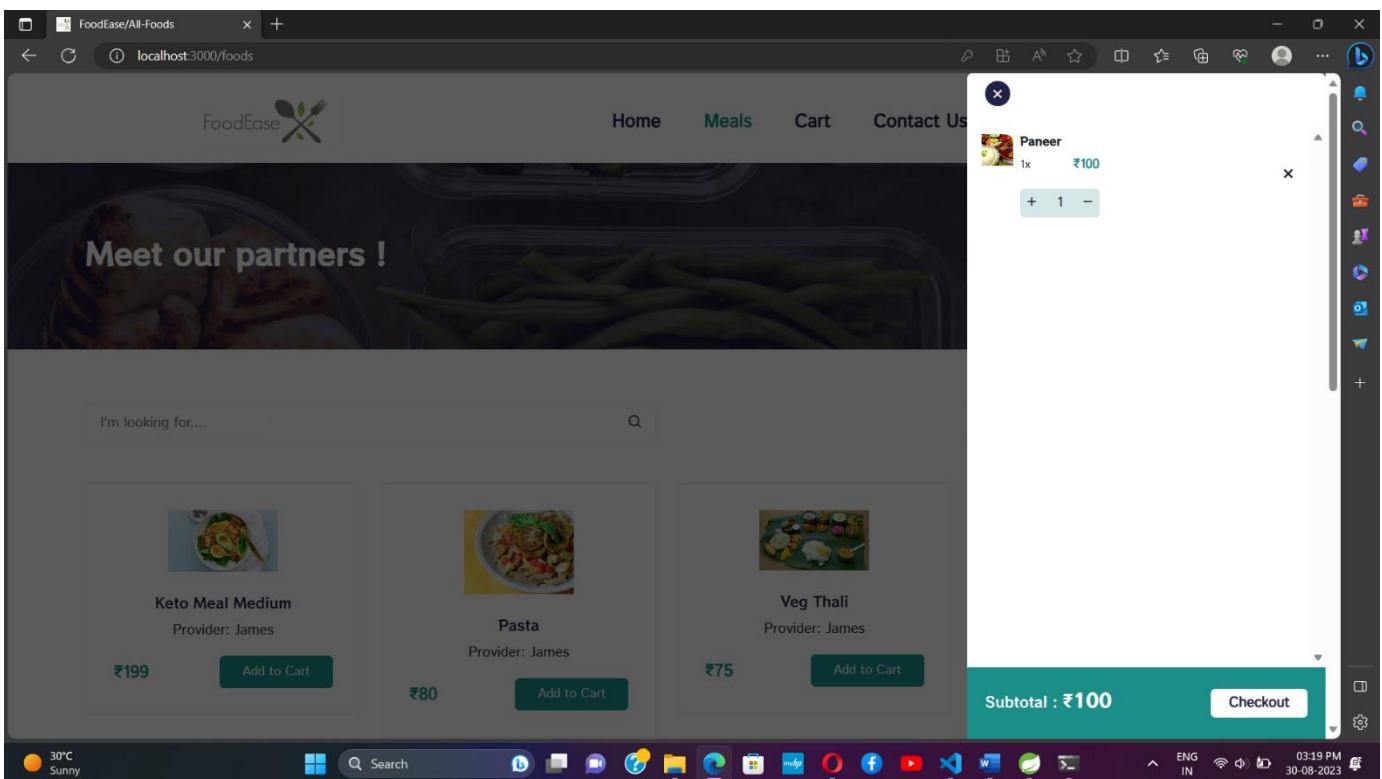 FoodEase/All-Foods
localhost:3000/foods
FoodEase
Home Meals Cart Contact Us
Meet our partners !
I'm looking for....
Keto Meal Medium
Provider: James
₹199 Add to Cart
Pasta
Provider: James
₹80 Add to Cart
Veg Thali
Provider: James
₹75 Add to Cart
Paneer
1x ₹100
+ 1 −
Subtotal : ₹100 Checkout
30°C
Sunny
Search
ENG
IN
03:19 PM
30-08-2023